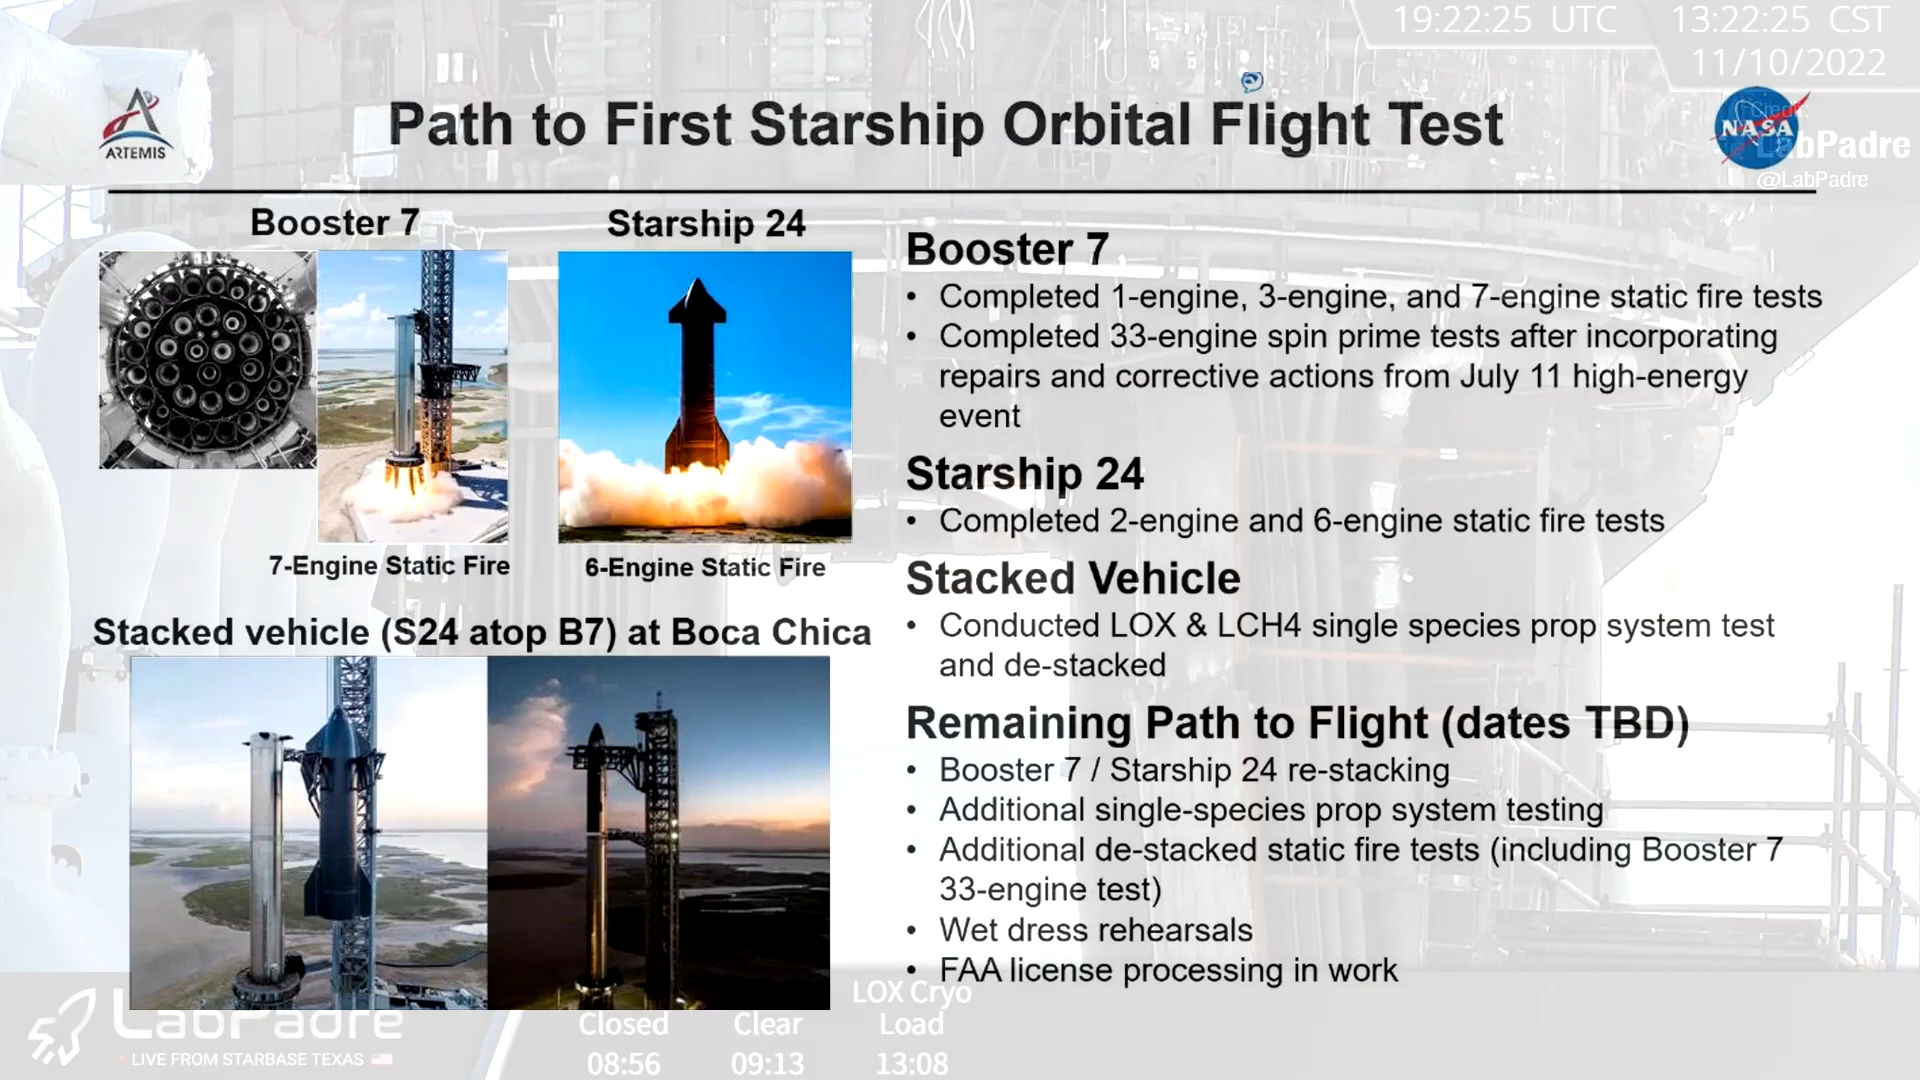 19:22:25 UTC 13:22:25 CST
11/10/2022
ARTEMIS
Path to First Starship Orbital Flight Test
NASA
Credit:
LabPadre
@LabPadre
Booster 7
Starship 24
7-Engine Static Fire
6-Engine Static Fire
Stacked vehicle (S24 atop B7) at Boca Chica
Booster 7
• Completed 1-engine, 3-engine, and 7-engine static fire tests
• Completed 33-engine spin prime tests after incorporating
repairs and corrective actions from July 11 high-energy
event
Starship 24
• Completed 2-engine and 6-engine static fire tests
Stacked Vehicle
• Conducted LOX & LCH4 single species prop system test
and de-stacked
Remaining Path to Flight (dates TBD)
• Booster 7 / Starship 24 re-stacking
• Additional single-species prop system testing
• Additional de-stacked static fire tests (including Booster 7
33-engine test)
• Wet dress rehearsals
• FAA license processing in work
LabPadre
LIVE FROM STARBASE TEXAS
Closed
08:56
Clear
09:13
LOX Cryo
Load
13:08